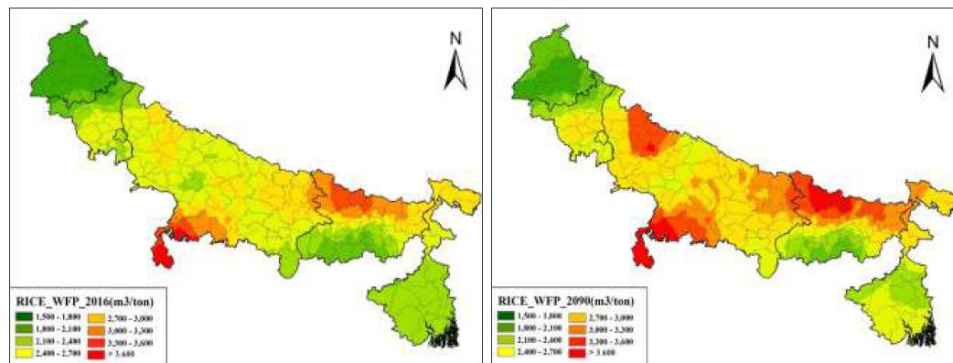 N
RICE_WFP_2016(m3/ton)
1,500 - 1,800 2,700 - 3,000
1,800 - 2,100 3,000 - 3,300
2,100 - 2,400 3,300 - 3,600
2,400 - 2,700 > 3.600
N
RICE_WFP_2090(m3/ton)
1,500 - 1,800 2,700 - 3,000
1,800 - 2,100 3,000 - 3,300
2,100 - 2,400 3,300 - 3,600
2,400 - 2,700 > 3.600